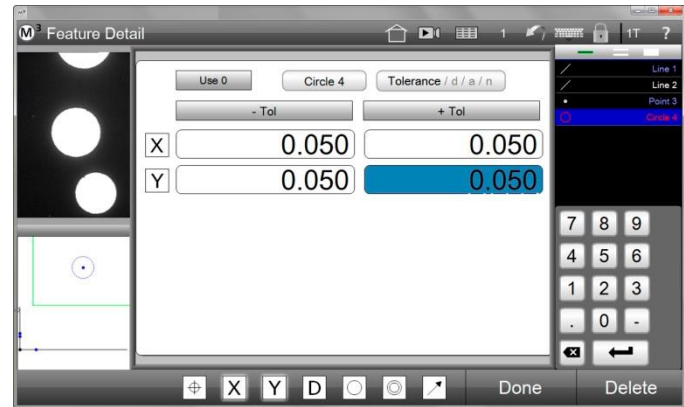 M³ Feature Detail
1
1T ?
Use 0
Circle 4
Tolerance / d / a / n
- Tol
+ Tol
X
0.050
0.050
Y
0.050
0.050
Line 1
Line 2
Point 3
Circle 4
7 8 9
4 5 6
1 2 3
. 0 -
X Y D
Done
Delete